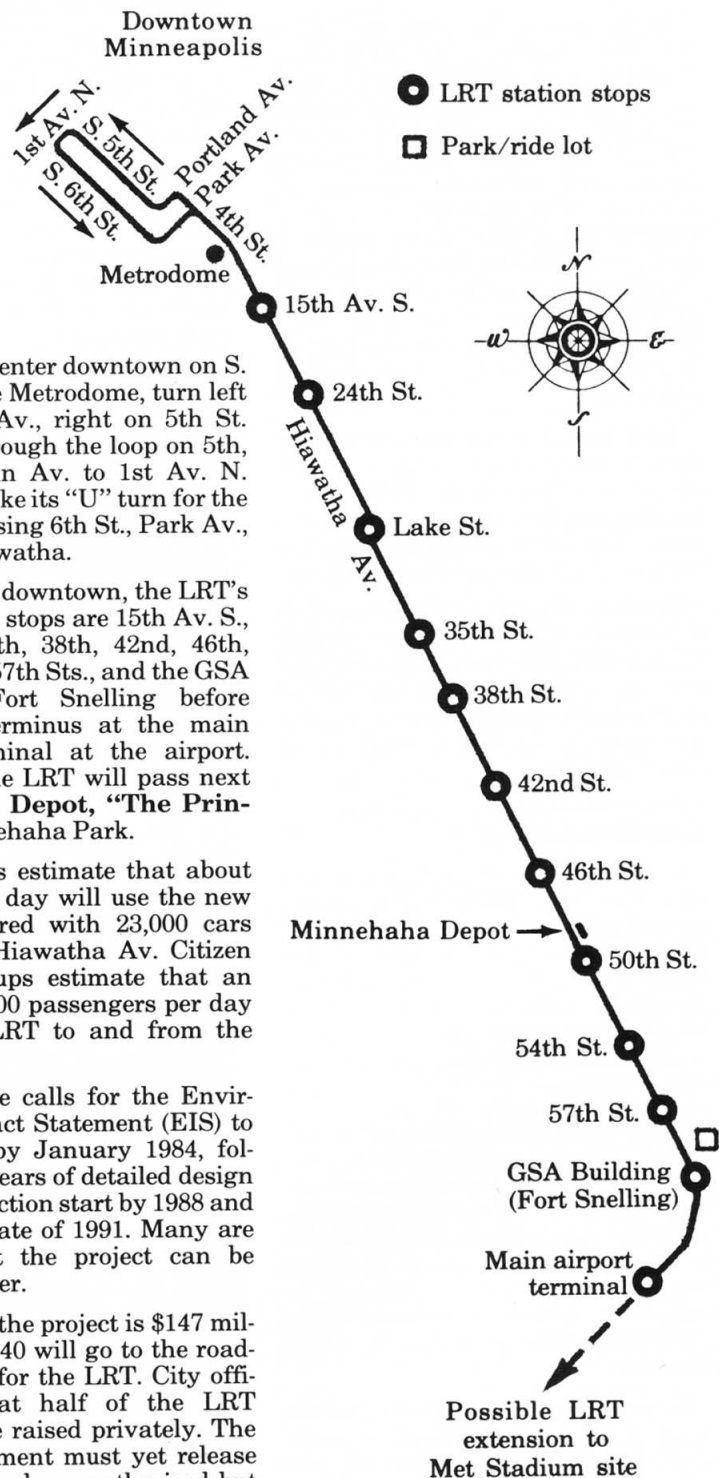 Downtown
Minneapolis
LRT station stops
Park/ride lot
1st Av. N.
S. 5th St.
S. 6th St.
Portland Av.
Park Av.
4th St.
Metrodome
N
W
E
S
15th Av. S.
24th St.
Hiawatha
Av.
Lake St.
35th St.
38th St.
42nd St.
46th St.
Minnehaha Depot
50th St.
54th St.
57th St.
GSA Building
(Fort Snelling)
Main airport
terminal
Possible LRT
extension to
Met Stadium site
enter downtown on S.
e Metrodome, turn left
Av., right on 5th St.
ough the loop on 5th,
n Av. to 1st Av. N.
ke its “U” turn for the
sing 6th St., Park Av.,
watha.
downtown, the LRT’s
stops are 15th Av. S.,
th, 38th, 42nd, 46th,
57th Sts., and the GSA
Fort Snelling before
erminus at the main
minal at the airport.
e LRT will pass next
Depot, “The Prin-
ehaha Park.
s estimate that about
day will use the new
red with 23,000 cars
Hiawatha Av. Citizen
ups estimate that an
00 passengers per day
LRT to and from the
e calls for the Envir-
act Statement (EIS) to
by January 1984, fol-
ears of detailed design
ction start by 1988 and
ate of 1991. Many are
t the project can be
er.
the project is $147 mil-
40 will go to the road-
for the LRT. City offi-
at half of the LRT
e raised privately. The
ment must yet release